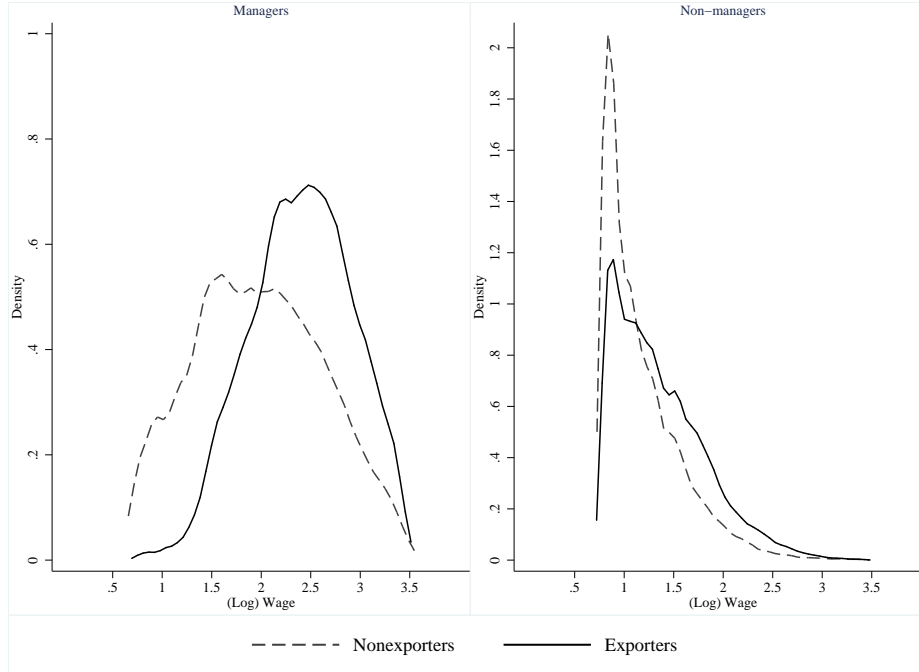 Managers
1
.8
.6
.4
.2
0
Density
.5 1 1.5 2 2.5 3 3.5
(Log) Wage
Non−managers
2
1.8
1.6
1.4
1.2
1
.8
.6
.4
.2
0
Density
.5 1 1.5 2 2.5 3 3.5
(Log) Wage
Nonexporters Exporters